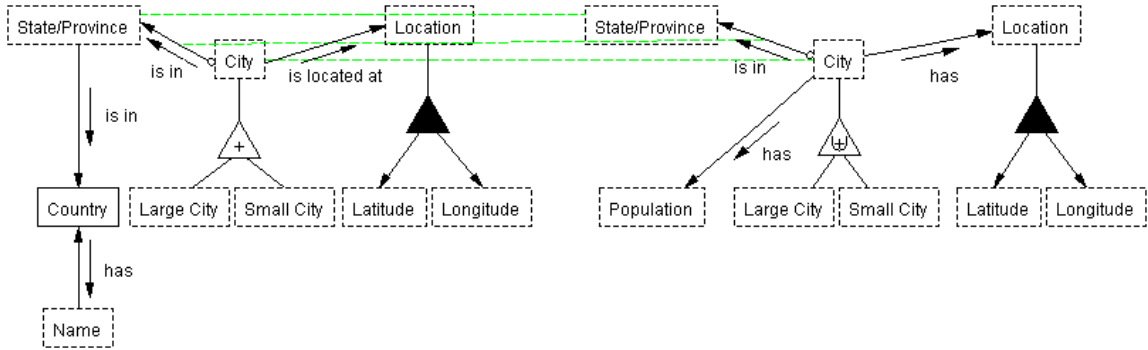 State/Province
Location
State/Province
Location
is in
City
is located at
is in
City
has
is in
+
has
⊎
Country
Large City
Small City
Latitude
Longitude
Population
Large City
Small City
Latitude
Longitude
has
Name